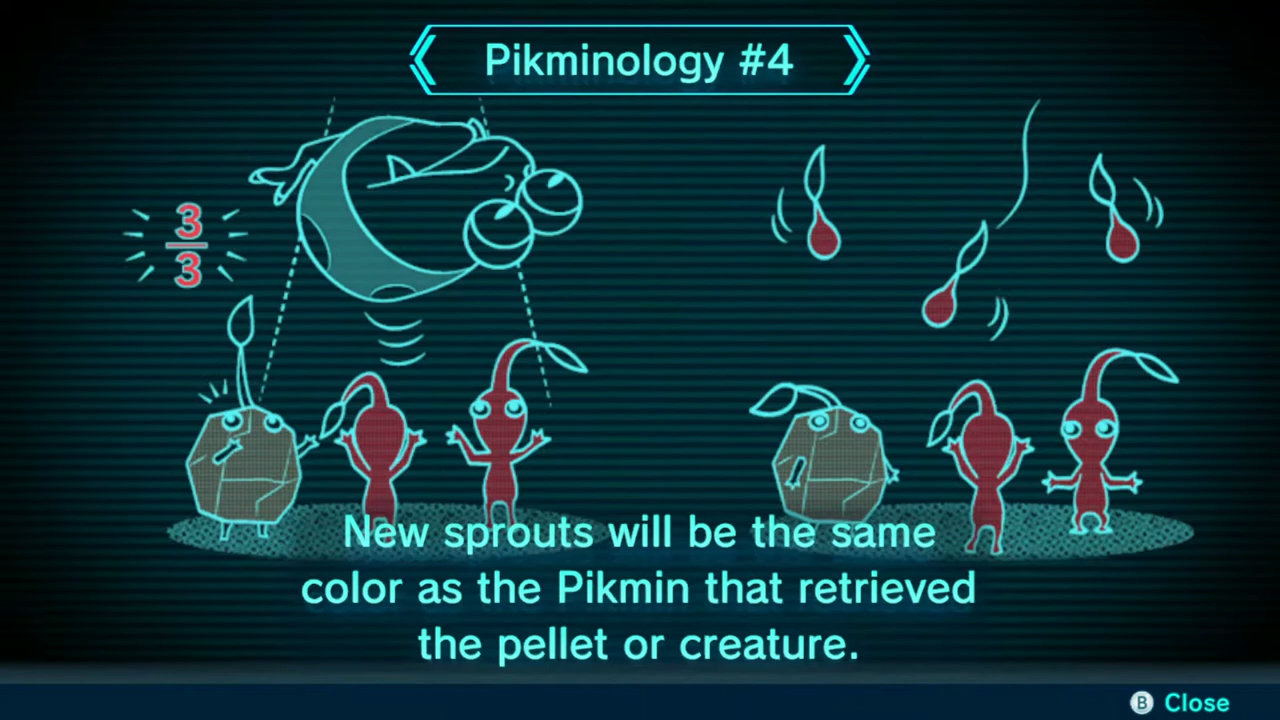 Pikminology #4
3
3
New sprouts will be the same
color as the Pikmin that retrieved
the pellet or creature.
B Close